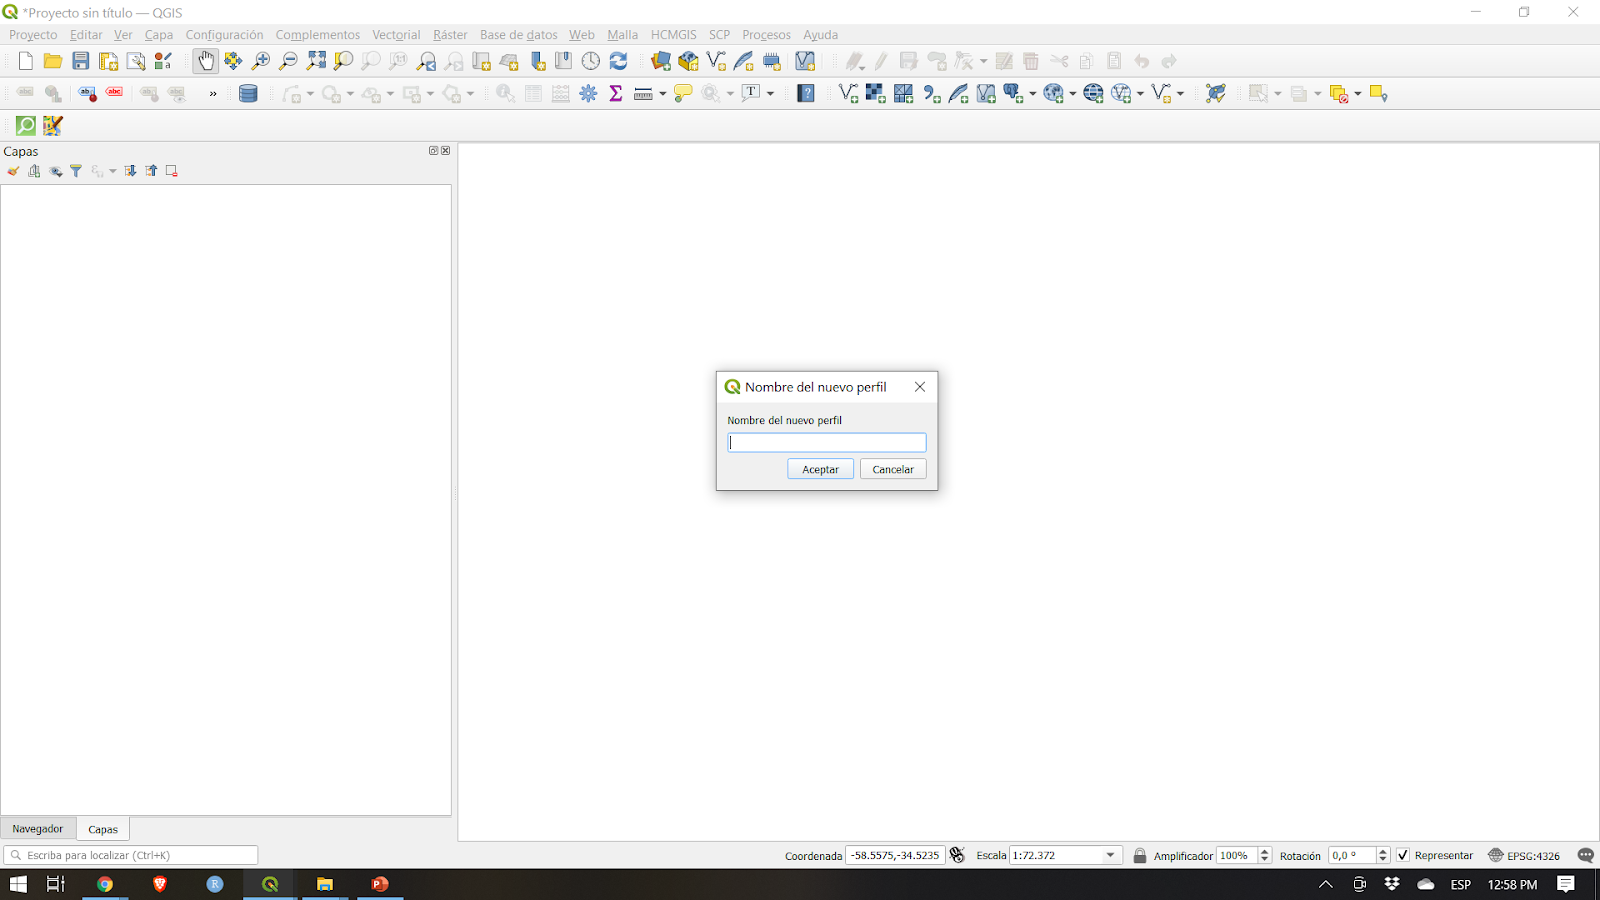 *Proyecto sin título — QGIS
Proyecto Editar Ver Capa Configuración Complementos Vectorial Ráster Base de datos Web Malla HCMGIS SCP Procesos Ayuda
abc
»
T
?
Capas
Nombre del nuevo perfil
Nombre del nuevo perfil
Aceptar Cancelar
Navegador Capas
Escriba para localizar (Ctrl+K)
Coordenada -58.5575,-34.5235 Escala 1:72.372 Amplificador 100% Rotación 0,0 ° Representar EPSG:4326
R P ESP 12:58 PM